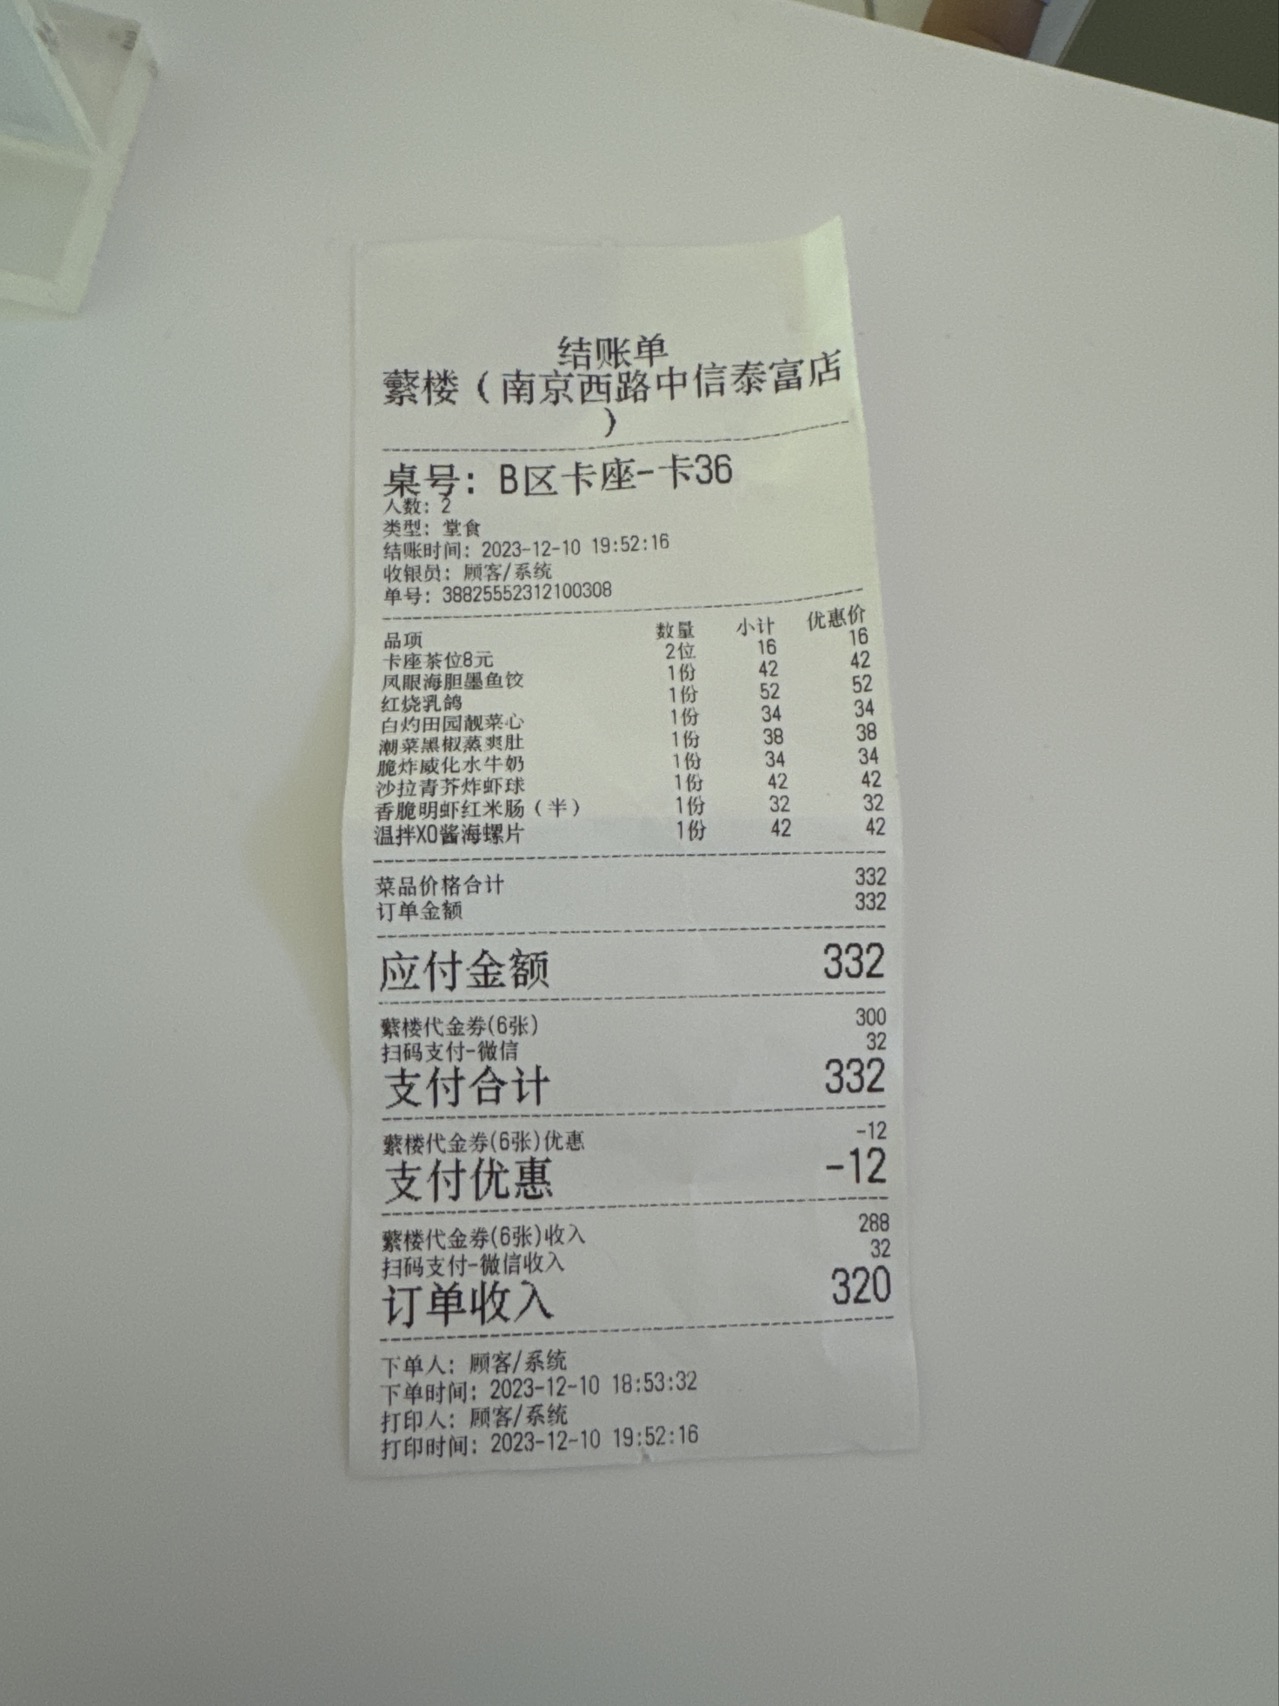 结账单
蘩楼（南京西路中信泰富店
）
桌号：B区卡座-卡36
人数：2
类型：堂食
结账时间：2023-12-10 19:52:16
收银员：顾客/系统
单号：38825552312100308
品项 数量 小计 优惠价
卡座茶位8元 2位 16 16
凤眼海胆墨鱼饺 1份 42 42
红烧乳鸽 1份 52 52
白灼田园靓菜心 1份 34 34
潮菜黑椒蒸爽肚 1份 38 38
脆炸威化水牛奶 1份 34 34
沙拉青芥炸虾球 1份 42 42
香脆明虾红米肠（半） 1份 32 32
温拌XO酱海螺片 1份 42 42
菜品价格合计 332
订单金额 332
应付金额 332
蘩楼代金券(6张) 300
扫码支付-微信 32
支付合计 332
蘩楼代金券(6张)优惠 -12
支付优惠 -12
蘩楼代金券(6张)收入 288
扫码支付-微信收入 32
订单收入 320
下单人：顾客/系统
下单时间：2023-12-10 18:53:32
打印人：顾客/系统
打印时间：2023-12-10 19:52:16